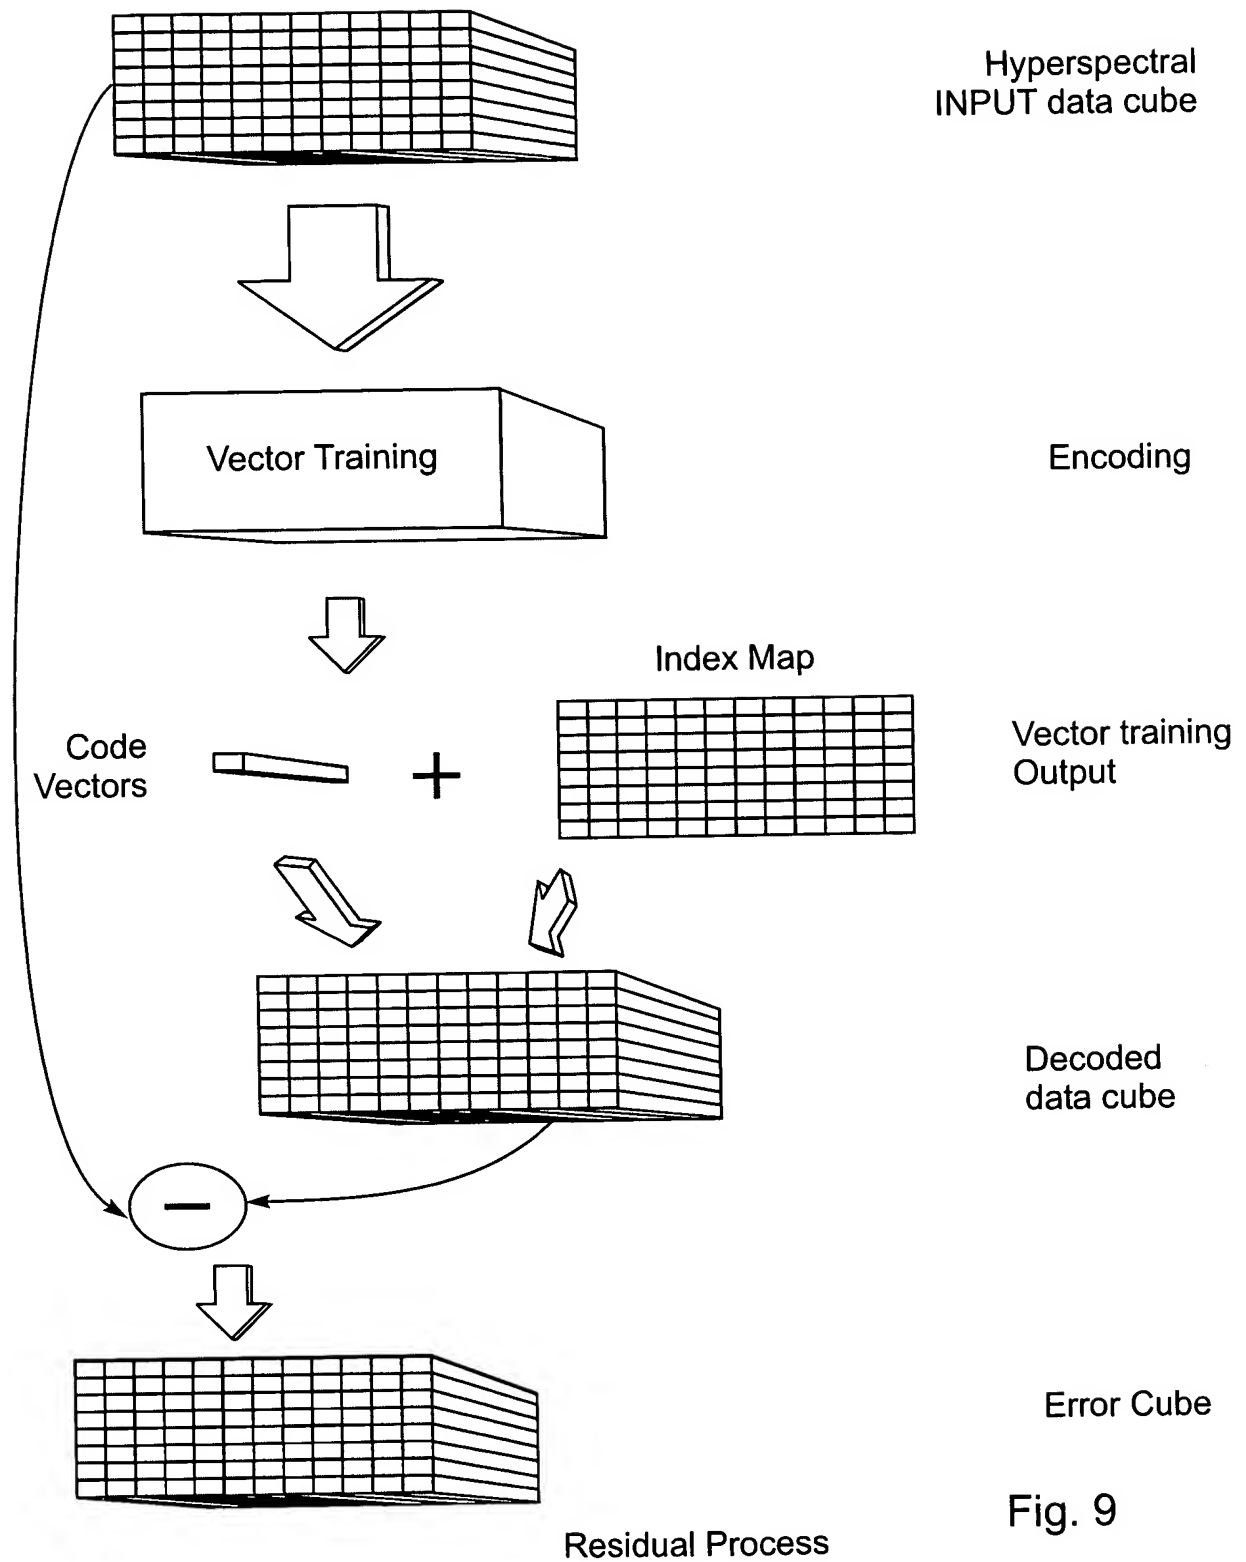 Hyperspectral
INPUT data cube
Vector Training
Encoding
Index Map
Code
Vectors
+
Vector training
Output
Decoded
data cube
−
Error Cube
Fig. 9
Residual Process